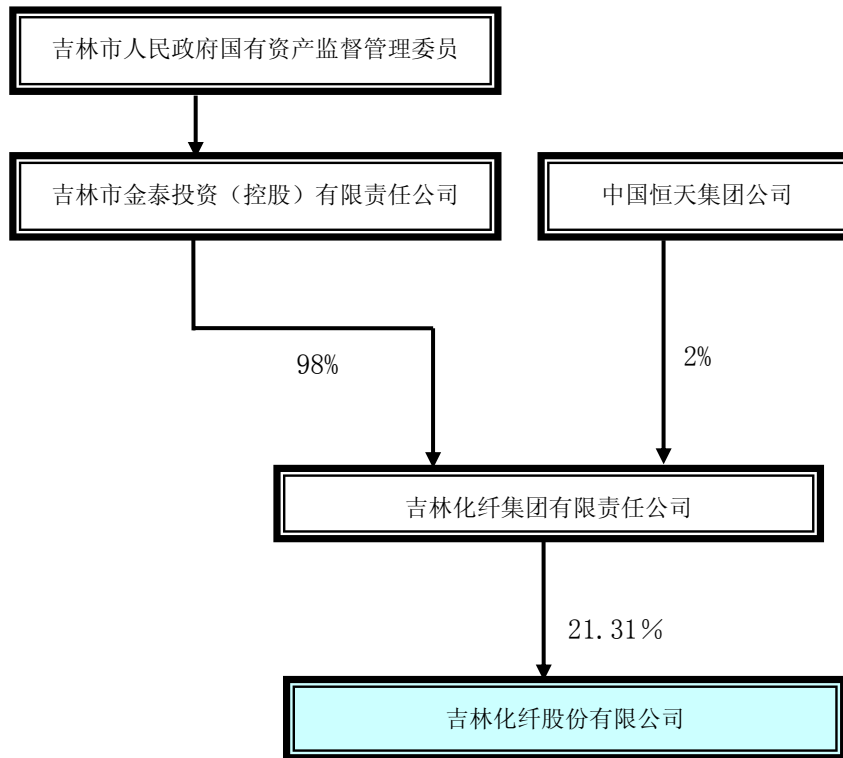 吉林市人民政府国有资产监督管理委员
吉林市金泰投资（控股）有限责任公司
中国恒天集团公司
98%
2%
吉林化纤集团有限责任公司
21.31％
吉林化纤股份有限公司